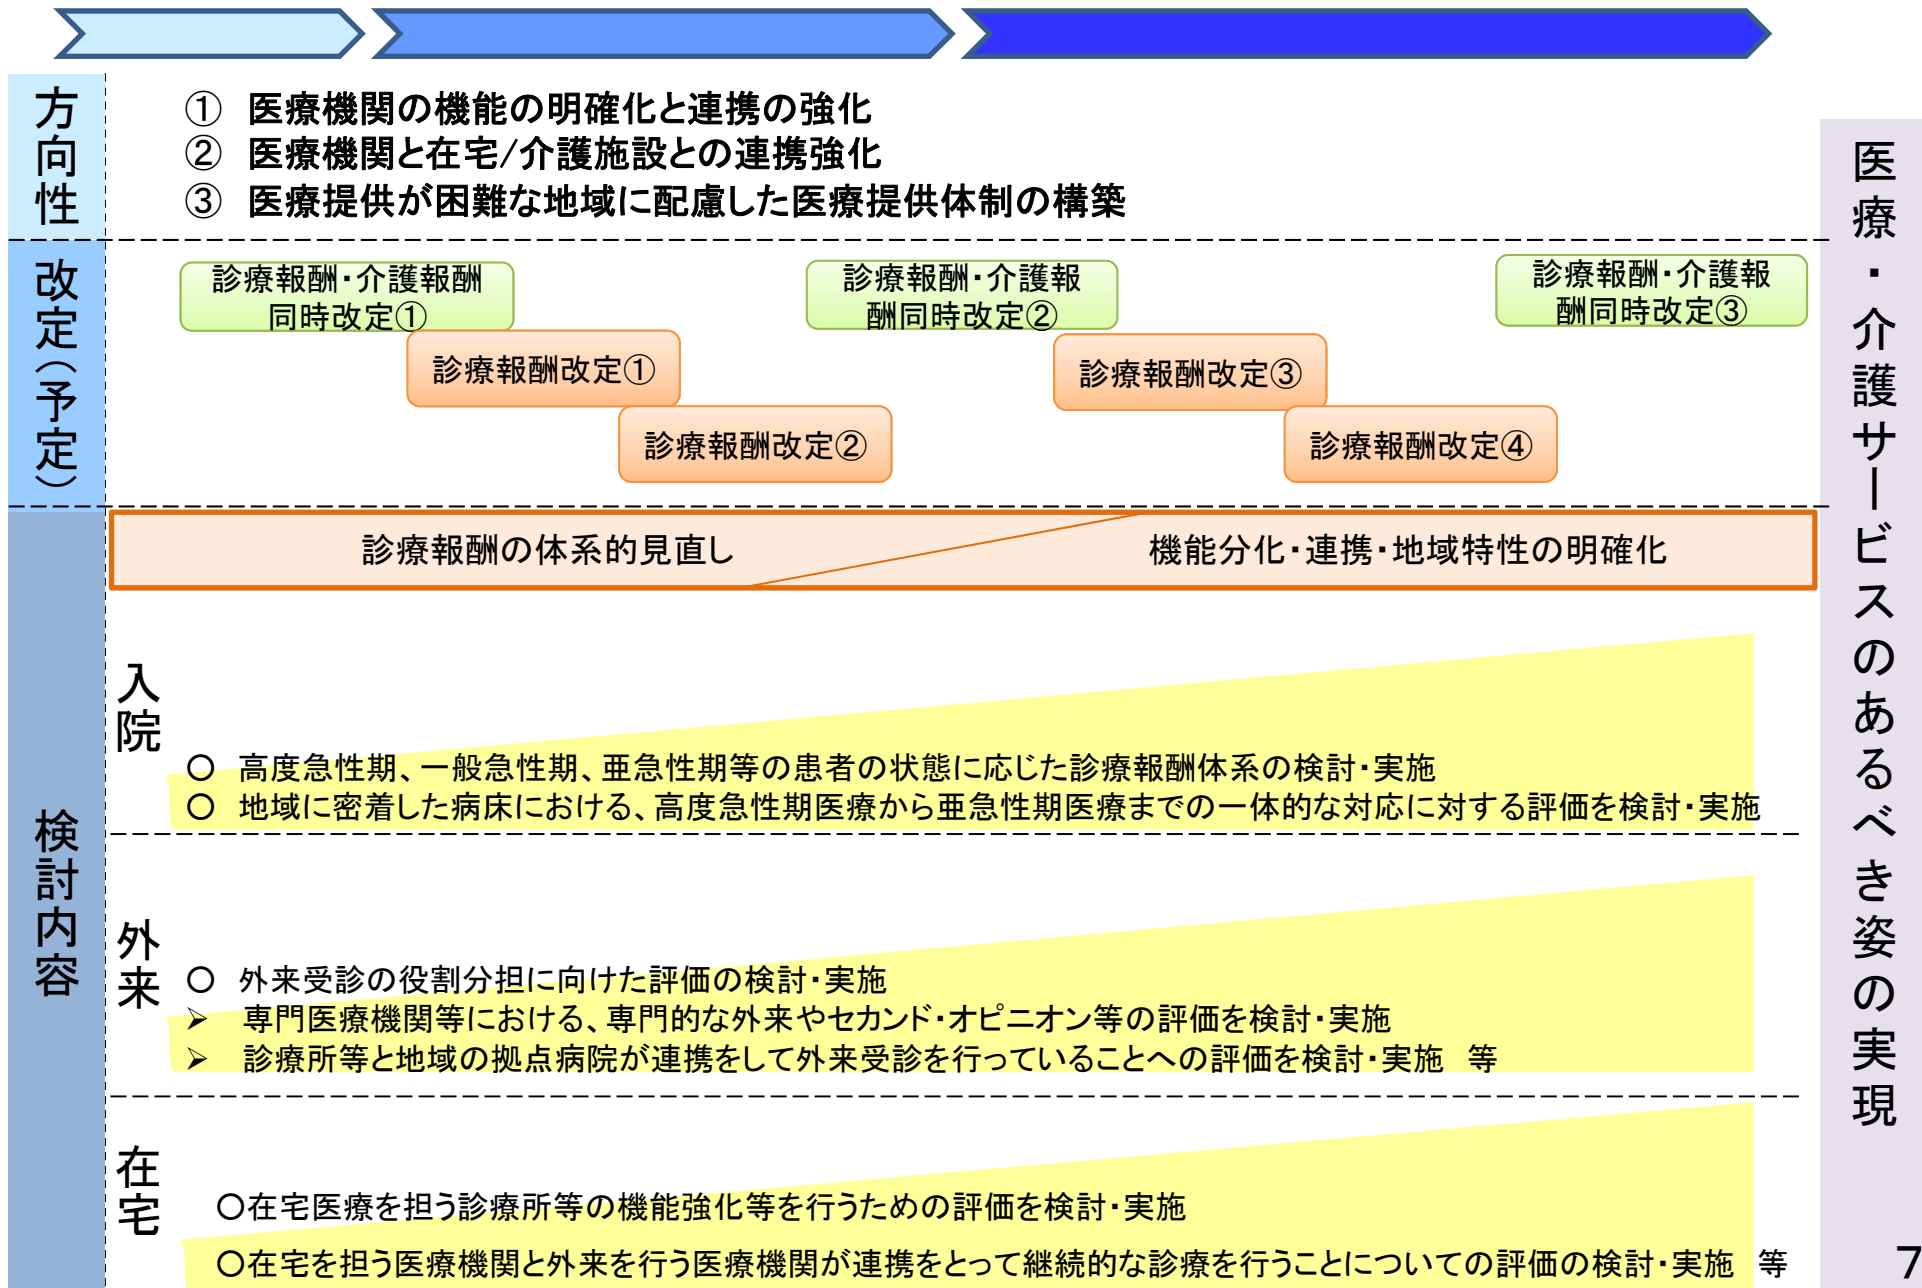 方向性
① 医療機関の機能の明確化と連携の強化
② 医療機関と在宅/介護施設との連携強化
③ 医療提供が困難な地域に配慮した医療提供体制の構築
改定(予定)
診療報酬・介護報酬
同時改定①
診療報酬・介護報
酬同時改定②
診療報酬・介護報
酬同時改定③
診療報酬改定①
診療報酬改定③
診療報酬改定②
診療報酬改定④
検討内容
診療報酬の体系的見直し
機能分化・連携・地域特性の明確化
入院
○ 高度急性期、一般急性期、亜急性期等の患者の状態に応じた診療報酬体系の検討・実施
○ 地域に密着した病床における、高度急性期医療から亜急性期医療までの一体的な対応に対する評価を検討・実施
外来
○ 外来受診の役割分担に向けた評価の検討・実施
➢ 専門医療機関等における、専門的な外来やセカンド・オピニオン等の評価を検討・実施
➢ 診療所等と地域の拠点病院が連携をして外来受診を行っていることへの評価を検討・実施 等
在宅
○在宅医療を担う診療所等の機能強化等を行うための評価を検討・実施
○在宅を担う医療機関と外来を行う医療機関が連携をとって継続的な診療を行うことについての評価の検討・実施 等
医療・介護サービスのあるべき姿の実現
7